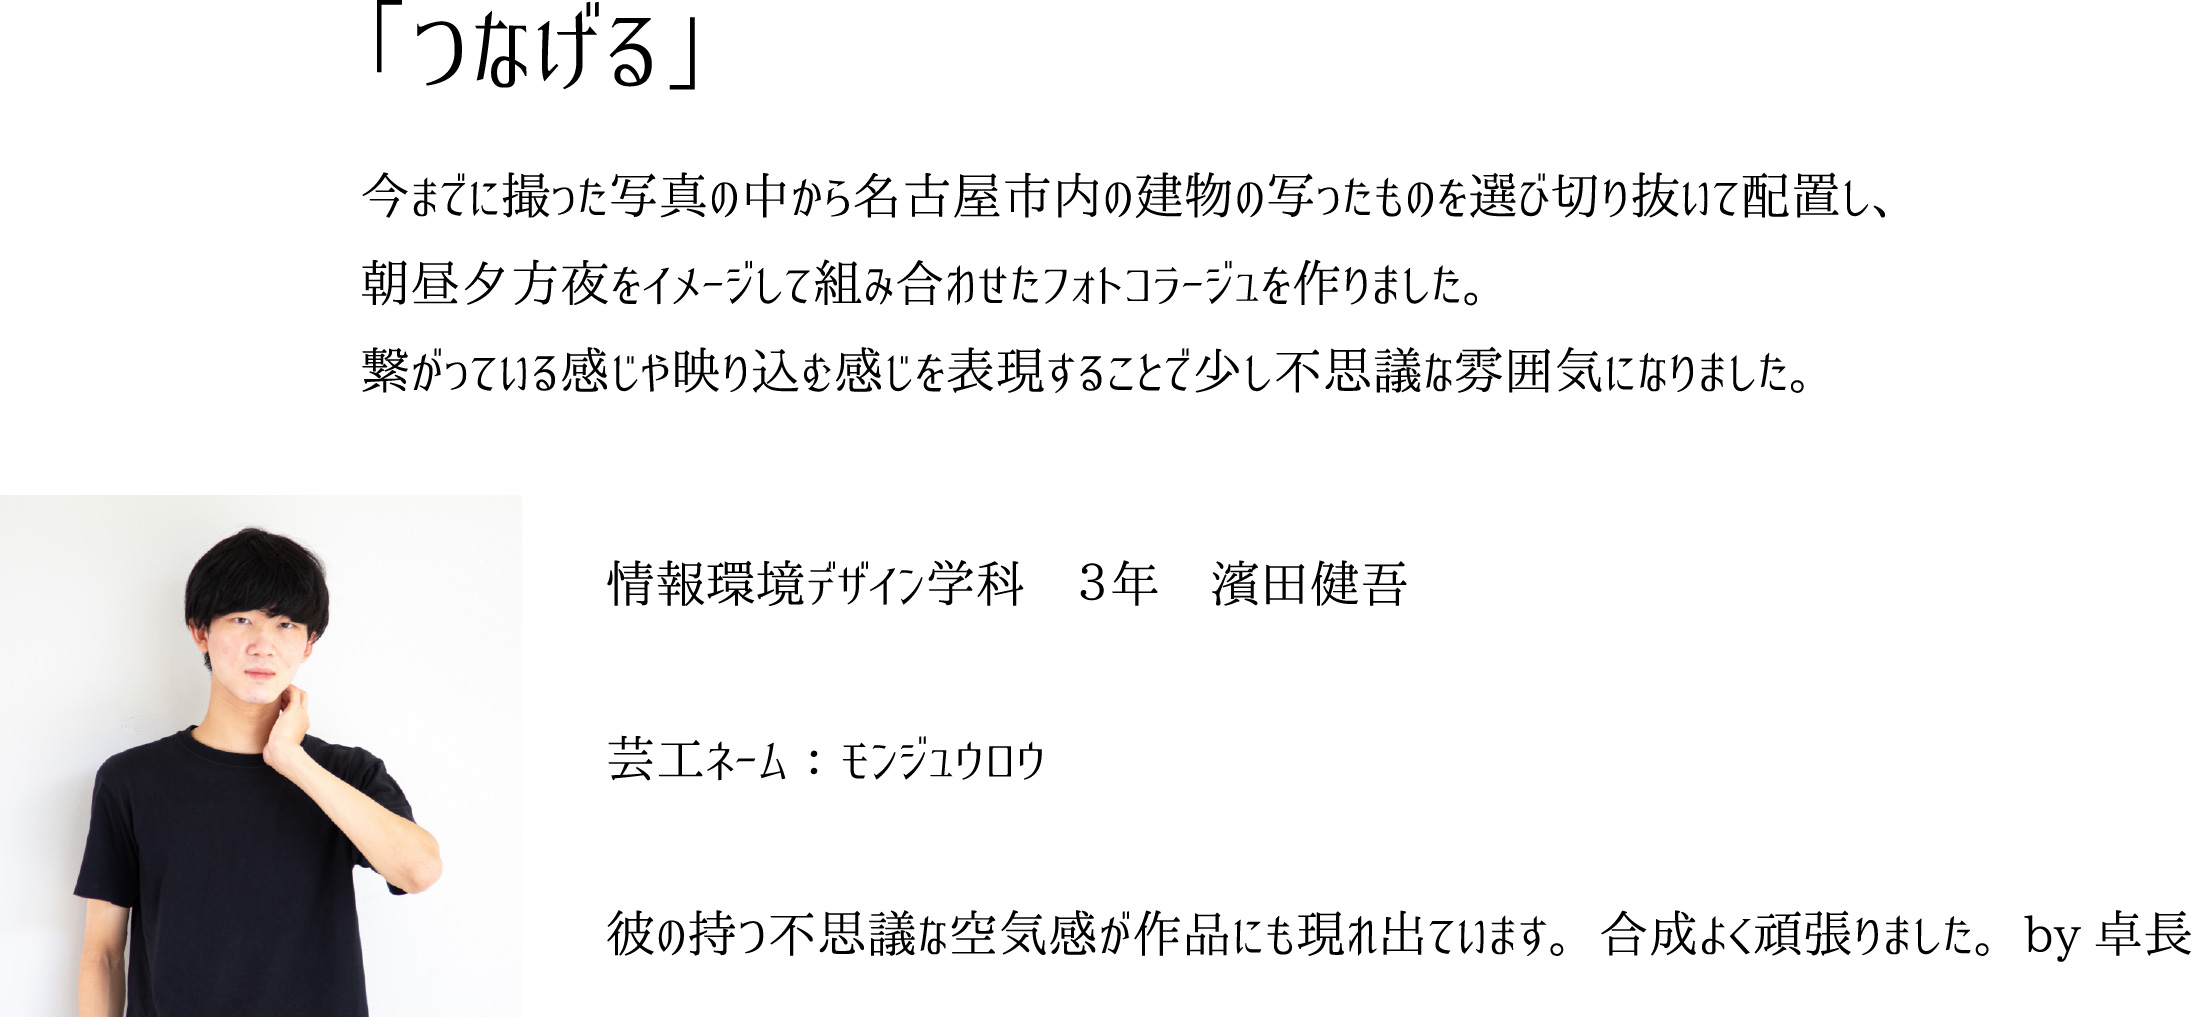 「つなげる」
今までに撮った写真の中から名古屋市内の建物の写ったものを選び切り抜いて配置し、
朝昼夕方夜をイメージして組み合わせたフォトコラージュを作りました。
繋がっている感じや映り込む感じを表現することで少し不思議な雰囲気になりました。
情報環境デザイン学科　３年　濱田健吾
芸工ネーム：モンジュウロウ
彼の持つ不思議な空気感が作品にも現れ出ています。合成よく頑張りました。by 卓長